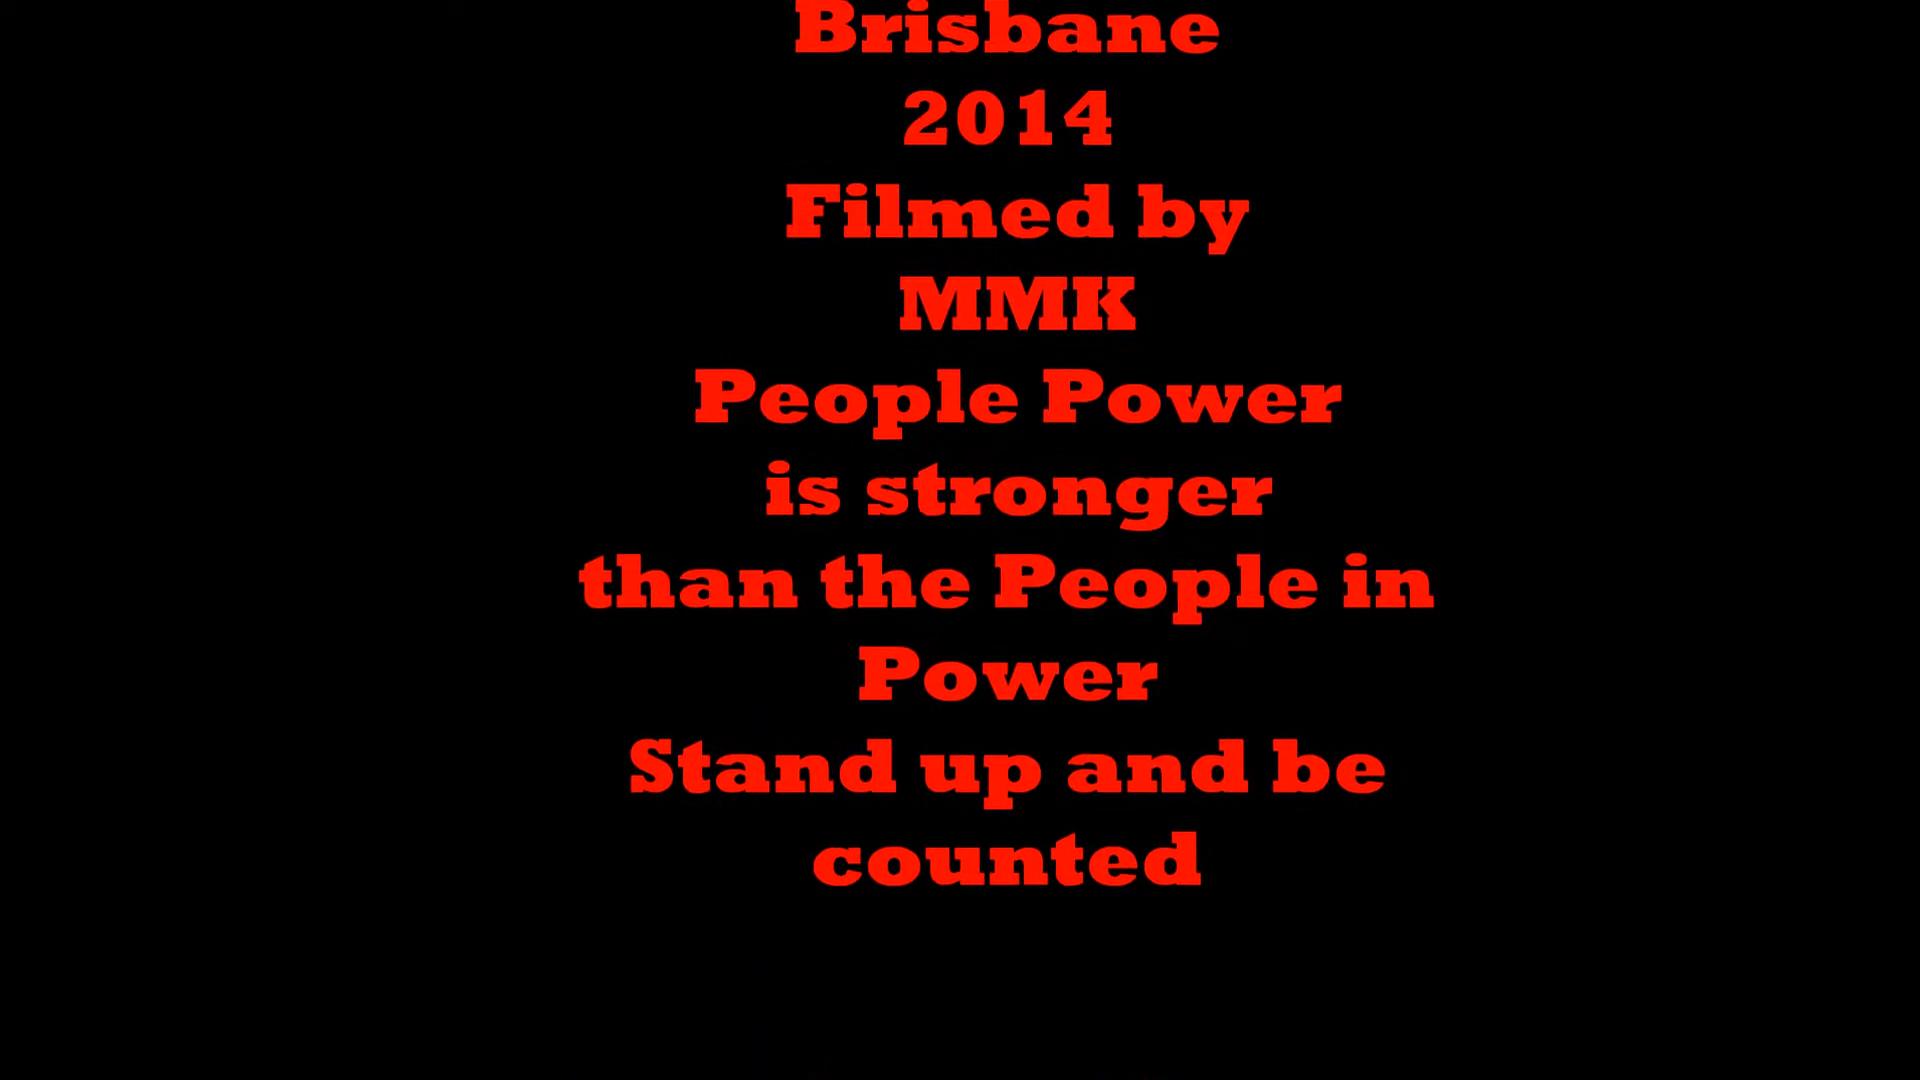 Brisbane
2014
Filmed by
MMK
People Power
is stronger
than the People in
Power
Stand up and be
counted